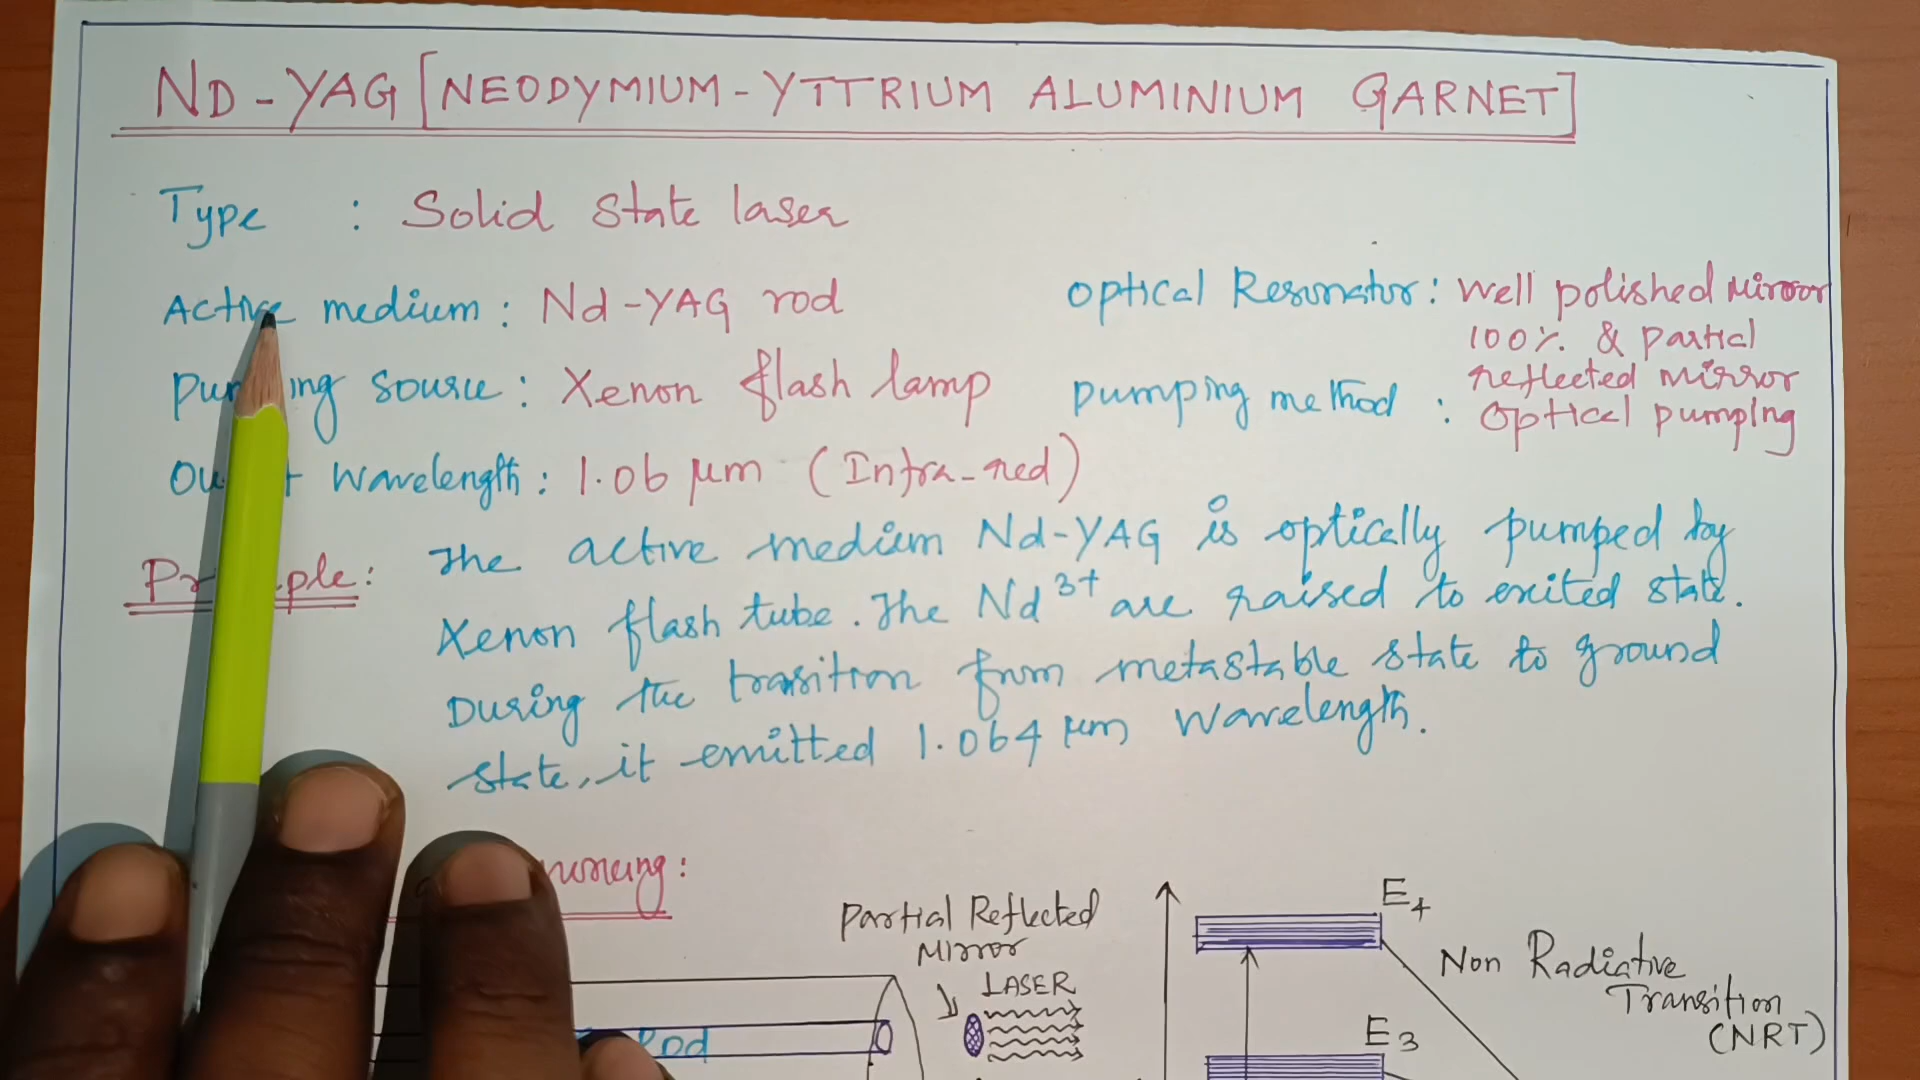 ND-YAG [NEODYMIUM-YTTRIUM ALUMINIUM GARNET]
Type : Solid state laser
Active medium : Nd-YAG rod
Optical Resonator : Well polished mirror
100% & partial
reflected mirror
source : Xenon flash lamp
pumping method : optical pumping
Wavelength : 1.06 μm (Infra-red)
The active medium Nd-YAG is optically pumped by
Xenon flash tube. The Nd3+ are raised to excited state.
During the transition from metastable state to ground
state, it emitted 1.064 μm wavelength.
Partial Reflected
Mirror
LASER
Rod
E4
Non Radiative
Transition
(NRT)
E3